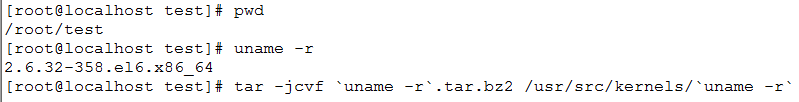 [root@localhost test]# pwd
/root/test
[root@localhost test]# uname -r
2.6.32-358.el6.x86_64
[root@localhost test]# tar -jcvf `uname -r`.tar.bz2 /usr/src/kernels/`uname -r`